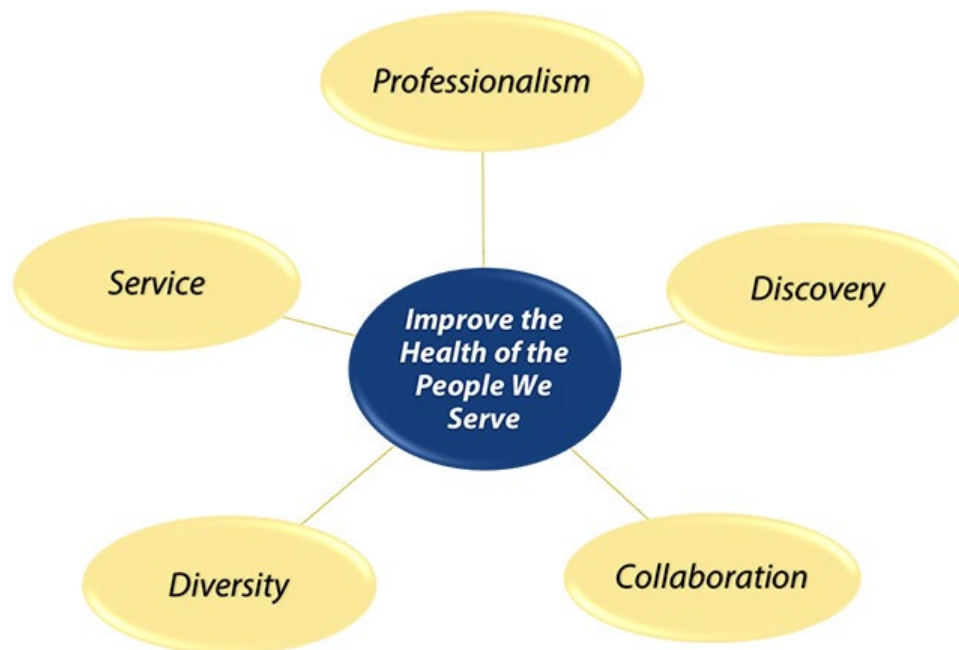 Professionalism
Service
Discovery
Improve the
Health of the
People We
Serve
Diversity
Collaboration